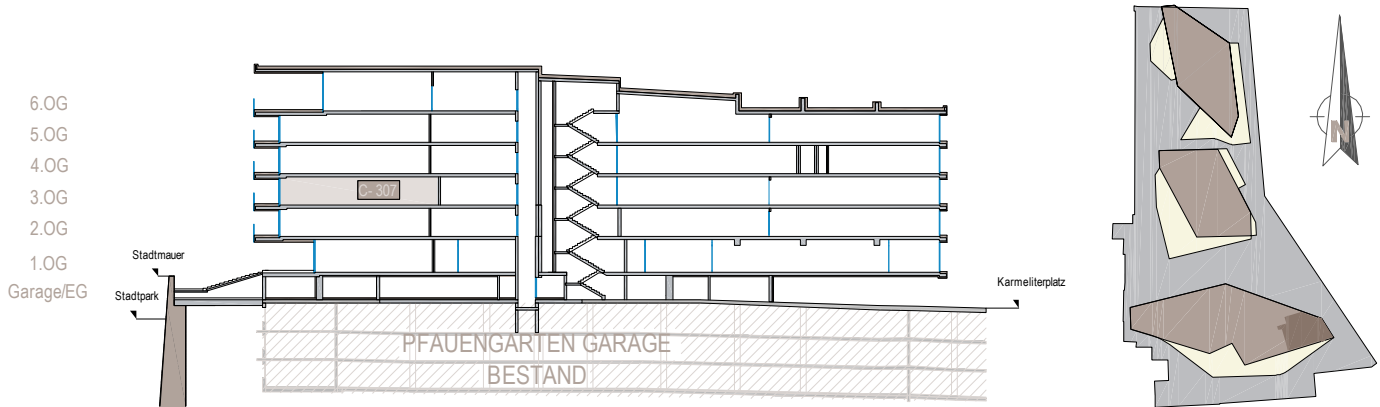 6.OG
5.OG
4.OG
C- 307
3.OG
2.OG
1.OG
Garage/EG
Stadtmauer
Stadtpark
Karmeliterplatz
PFAUENGARTEN GARAGE
BESTAND
N